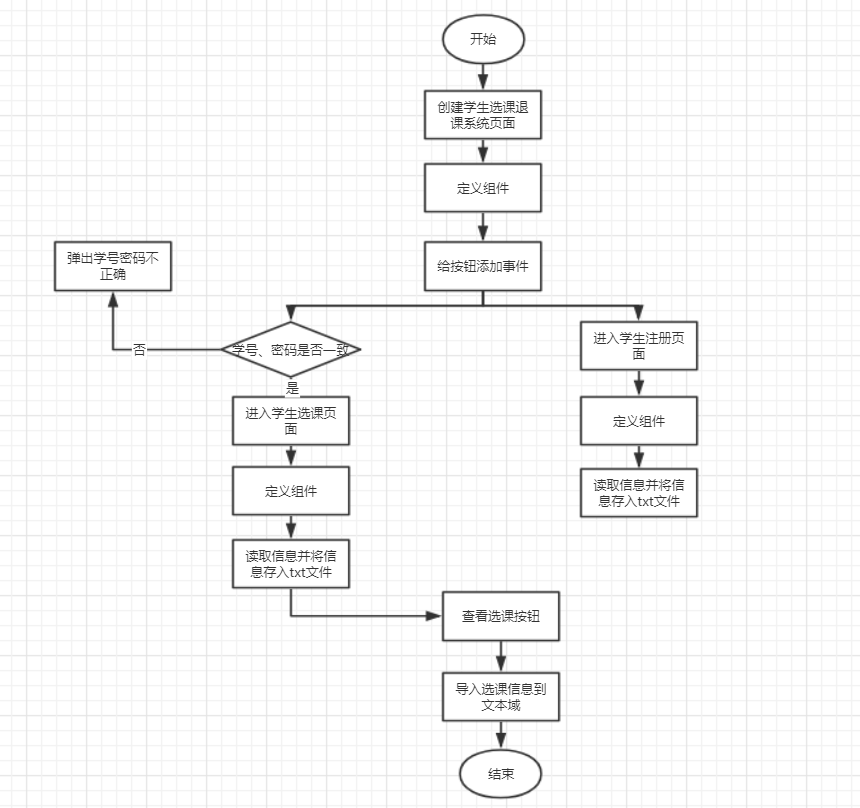 开始
创建学生选课退
课系统页面
定义组件
给按钮添加事件
弹出学号密码不
正确
否
学号、密码是否一致
是
进入学生选课页
面
定义组件
读取信息并将信
息存入txt文件
进入学生注册页
面
定义组件
读取信息并将信
息存入txt文件
查看选课按钮
导入选课信息到
文本域
结束